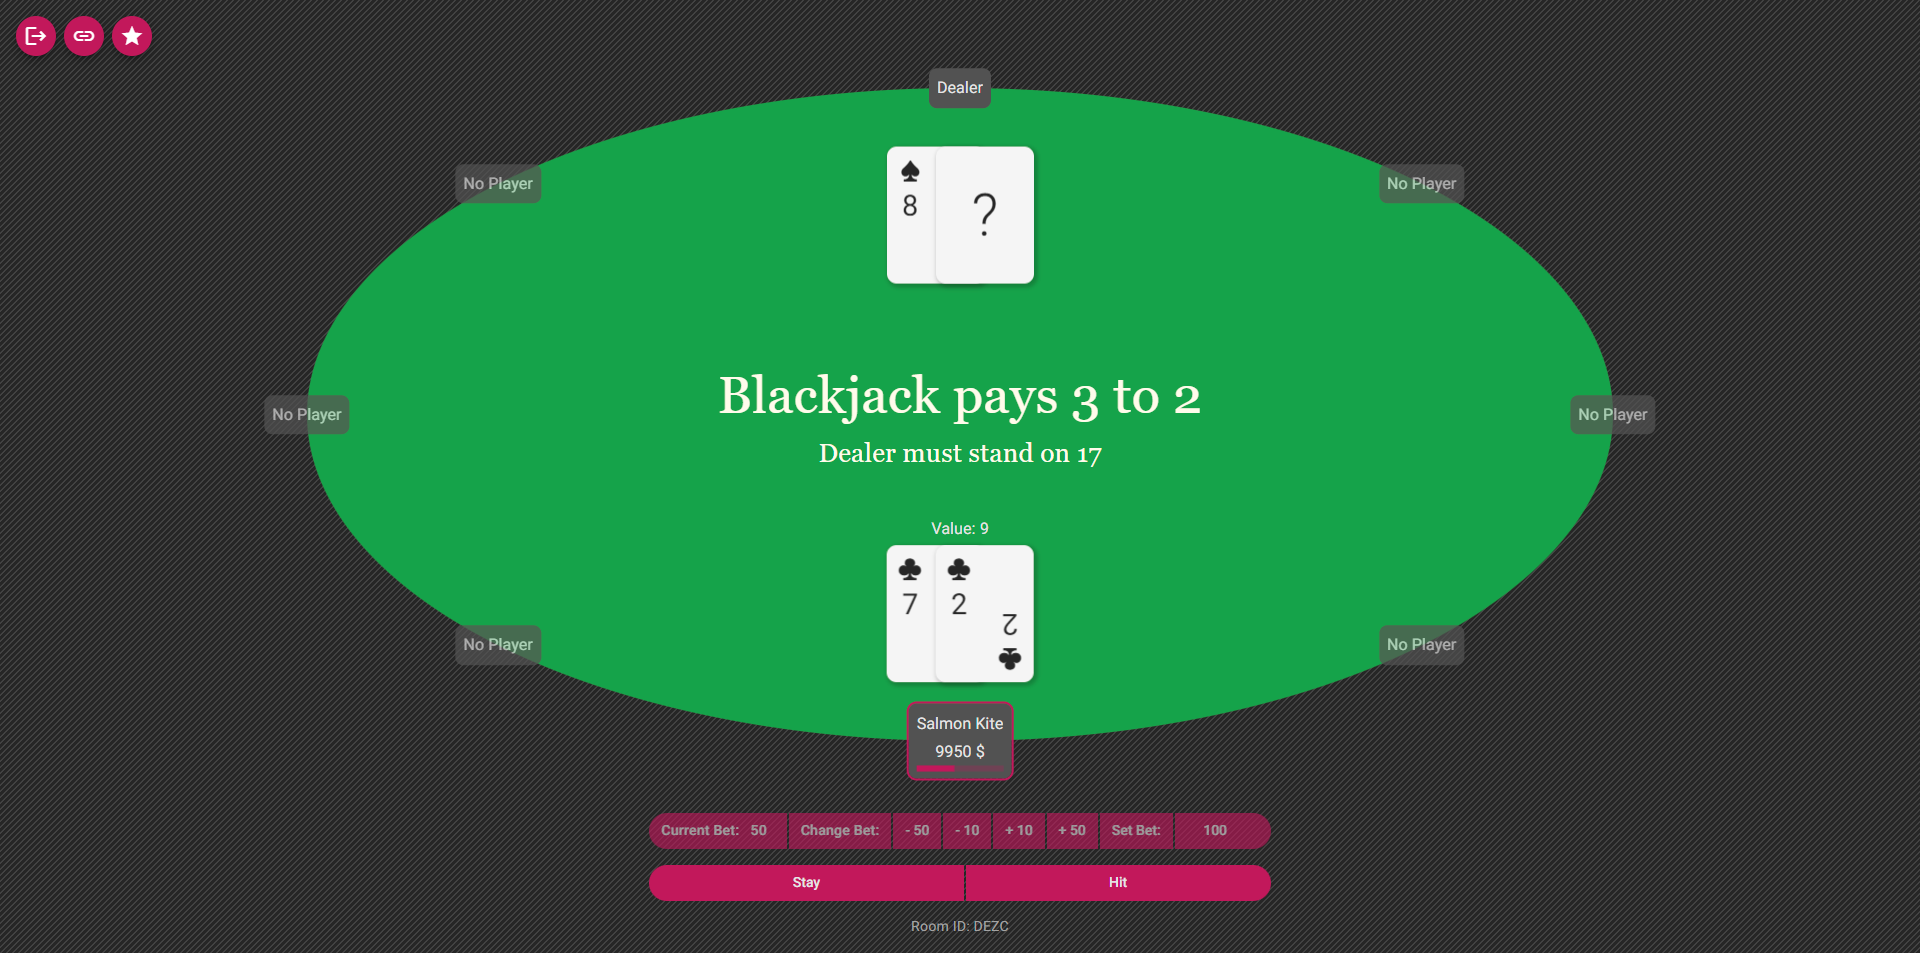 Dealer
No Player
No Player
8
?
Blackjack pays 3 to 2
No Player
No Player
Dealer must stand on 17
Value: 9
7
2
2
No Player
No Player
Salmon Kite
9950 $
Current Bet: 50 Change Bet: - 50 - 10 + 10 + 50 Set Bet: 100
Stay Hit
Room ID: DEZC